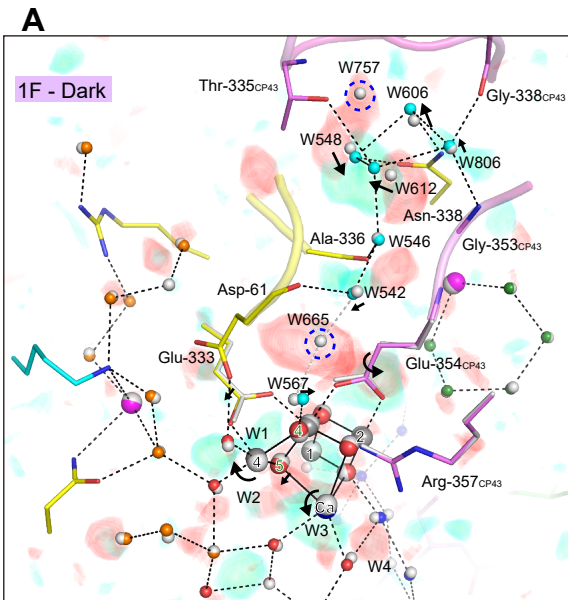 A
1F - Dark
W757
Thr-335CP43
W606
Gly-338CP43
W548
W806
W612
Asn-338
Ala-336
W546
Gly-353CP43
Asp-61
W542
W665
Glu-333
Glu-354CP43
W567
W1
4
2
1
4
5
Arg-357CP43
W2
Ca
W3
W4